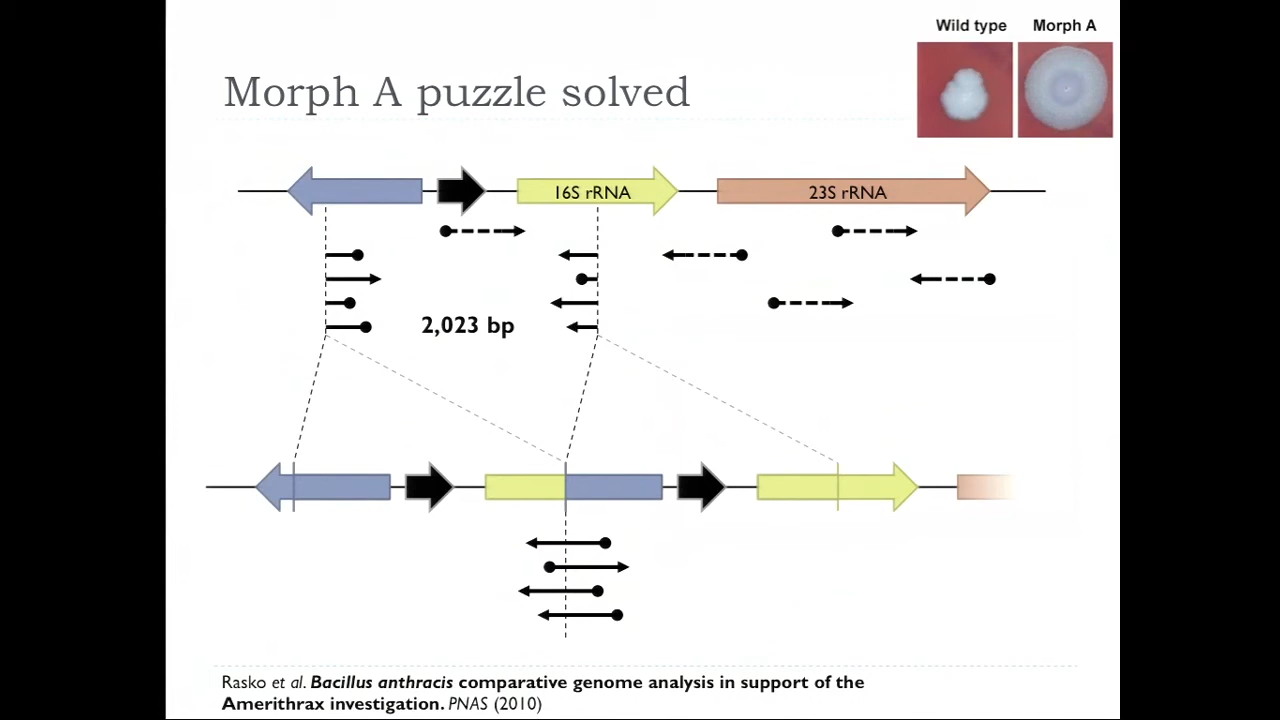 Wild type
Morph A
Morph A puzzle solved
16S rRNA
23S rRNA
2,023 bp
Rasko et al. Bacillus anthracis comparative genome analysis in support of the
Amerithrax investigation. PNAS (2010)